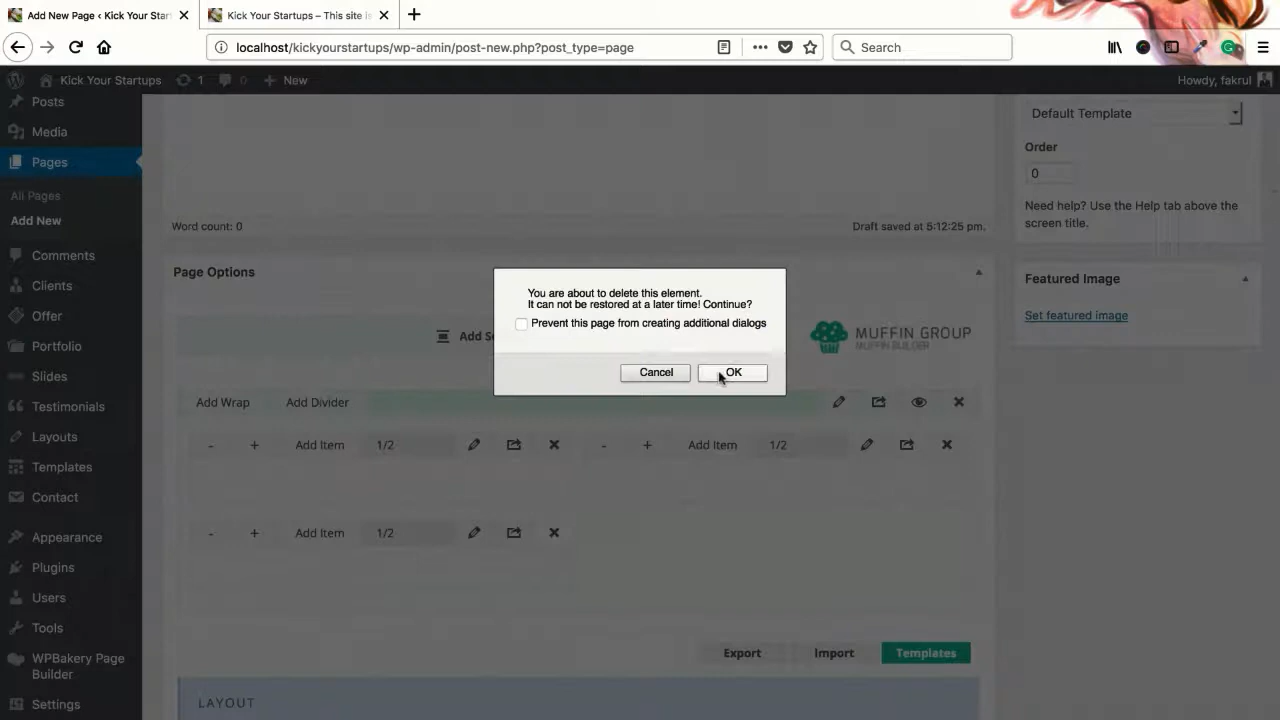 Add New Page ‹ Kick Your Star
Kick Your Startups – This site is
localhost/kickyourstartups/wp-admin/post-new.php?post_type=page
Search
Kick Your Startups
1
0
New
Howdy, fakrul
Posts
Media
Pages
All Pages
Add New
Comments
Clients
Offer
Portfolio
Slides
Testimonials
Layouts
Templates
Contact
Appearance
Plugins
Users
Tools
WPBakery Page
Builder
Settings
Word count: 0
Draft saved at 5:12:25 pm.
Page Options
Add Se
MUFFIN GROUP
MUFFIN BUILDER
Add Wrap
Add Divider
- + Add Item 1/2
- + Add Item 1/2
- + Add Item 1/2
Export
Import
Templates
LAYOUT
You are about to delete this element.
It can not be restored at a later time! Continue?
Prevent this page from creating additional dialogs
Cancel
OK
Default Template
Order
0
Need help? Use the Help tab above the
screen title.
Featured Image
Set featured image